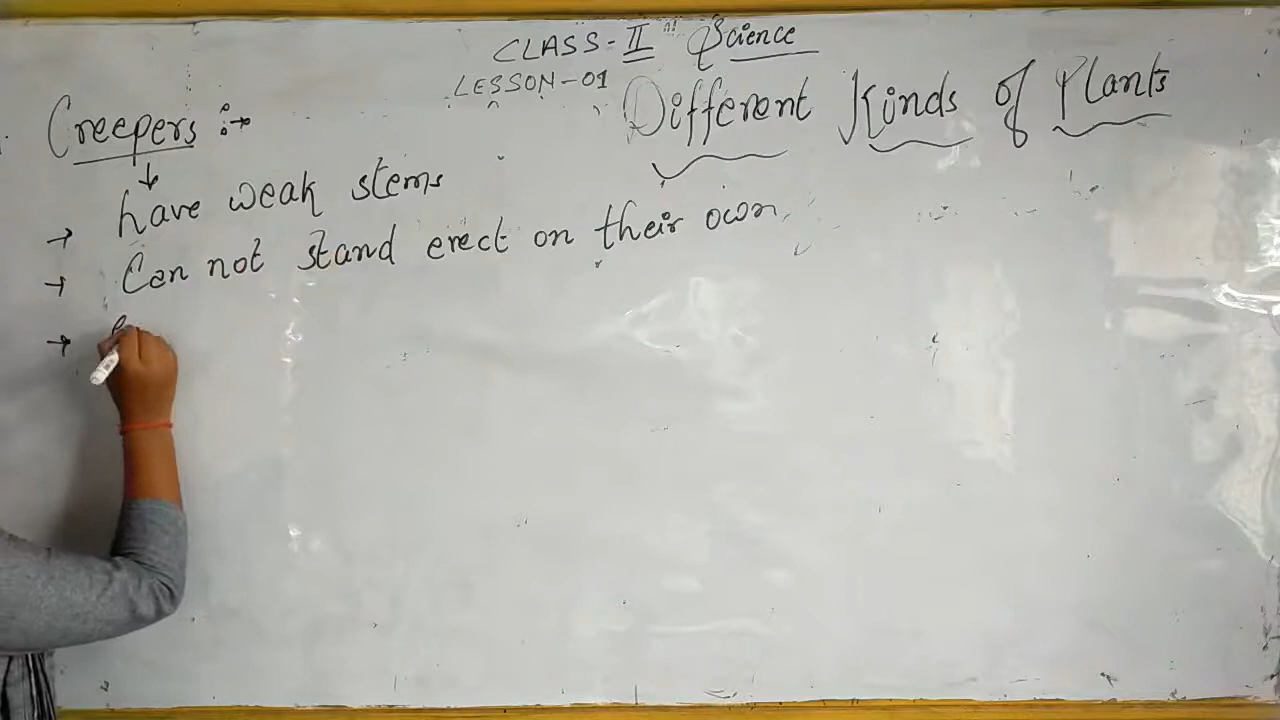 CLASS-II Science
LESSON-01
Different Kinds of Plants
Creepers :→
↓
→ have weak stems
→ Can not stand erect on their own
→